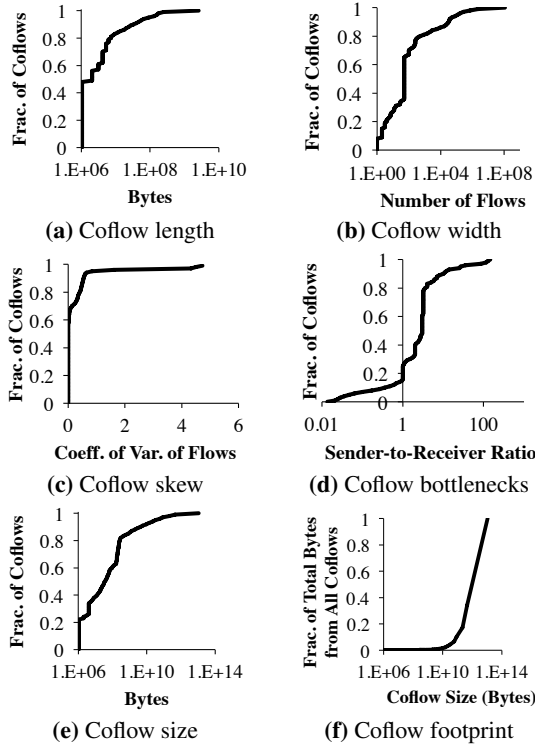 Frac. of Coflows
1
0.8
0.6
0.4
0.2
0
1.E+06 1.E+08 1.E+10
Bytes
(a) Coflow length
Frac. of Coflows
1
0.8
0.6
0.4
0.2
0
1.E+00 1.E+04 1.E+08
Number of Flows
(b) Coflow width
Frac. of Coflows
1
0.8
0.6
0.4
0.2
0
0 2 4 6
Coeff. of Var. of Flows
(c) Coflow skew
Frac. of Coflows
1
0.8
0.6
0.4
0.2
0
0.01 1 100
Sender-to-Receiver Ratio
(d) Coflow bottlenecks
Frac. of Coflows
1
0.8
0.6
0.4
0.2
0
1.E+06 1.E+10 1.E+14
Bytes
(e) Coflow size
Frac. of Total Bytes
from All Coflows
1
0.8
0.6
0.4
0.2
0
1.E+06 1.E+10 1.E+14
Coflow Size (Bytes)
(f) Coflow footprint